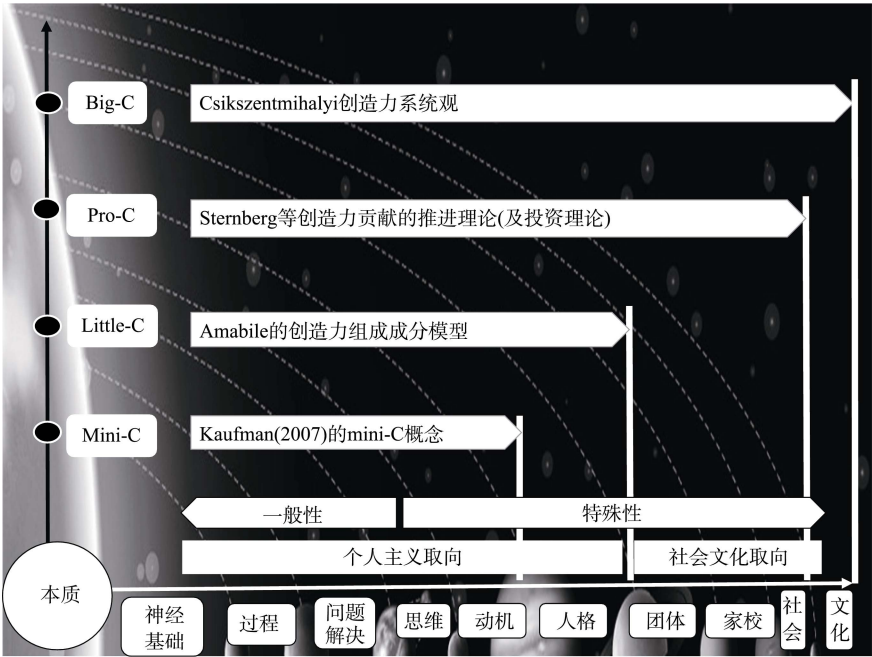 Big-C
Csikszentmihalyi创造力系统观
Pro-C
Sternberg等创造力贡献的推进理论(及投资理论)
Little-C
Amabile的创造力组成成分模型
Mini-C
Kaufman(2007)的mini-C概念
一般性
特殊性
个人主义取向
社会文化取向
本质
神经
基础
过程
问题
解决
思维
动机
人格
团体
家校
社
会
文
化